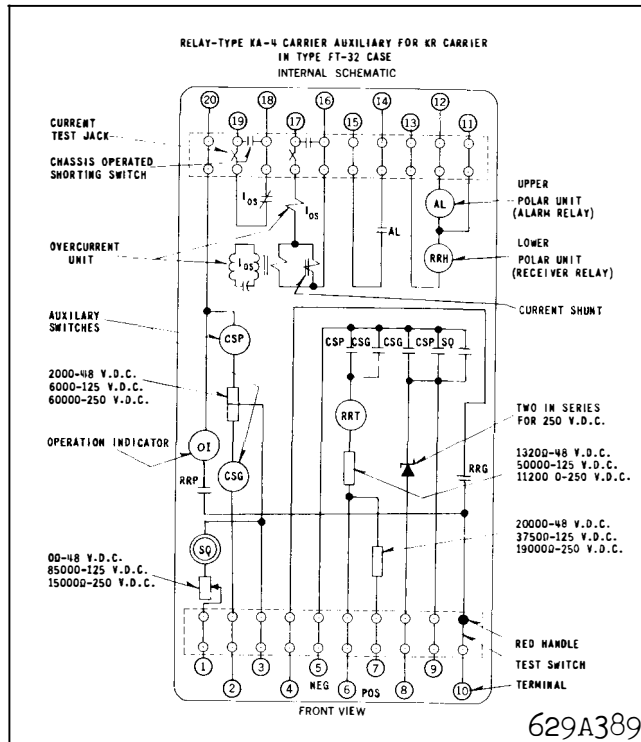 RELAY-TYPE KA-4 CARRIER AUXILIARY FOR KR CARRIER
IN TYPE FT-32 CASE
INTERNAL SCHEMATIC
20
19
18
17
16
15
14
13
12
11
CURRENT
TEST JACK
CHASSIS OPERATED
SHORTING SWITCH
IOS
IOS
AL
AL
UPPER
POLAR UNIT
(ALARM RELAY)
OVERCURRENT
UNIT
IOS
RRH
LOWER
POLAR UNIT
(RECEIVER RELAY)
CURRENT SHUNT
AUXILARY
SWITCHES
CSP
CSP
CSG
CSG
CSP
SQ
2000-48 V.D.C.
6000-125 V.D.C.
60000-250 V.D.C.
RRT
TWO IN SERIES
FOR 250 V.D.C.
OPERATION INDICATOR
OI
CSG
RRP
RRG
1320Ω-48 V.D.C.
50000-125 V.D.C.
11200 0-250 V.D.C.
SQ
0Ω-48 V.D.C.
85000-125 V.D.C.
15000Ω-250 V.D.C.
20000-48 V.D.C.
37500-125 V.D.C.
19000Ω-250 V.D.C.
RED HANDLE
TEST SWITCH
TERMINAL
1
2
3
4
5
NEG
6
POS
7
8
9
10
FRONT VIEW
629A389